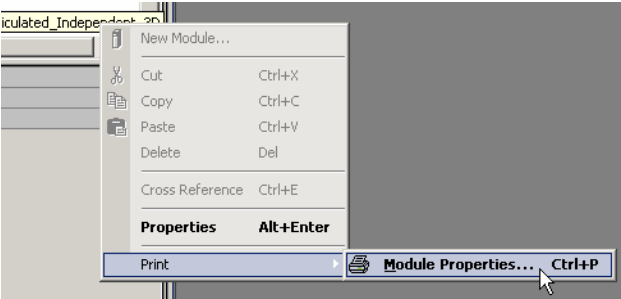 iculated_Independent_3D
New Module...
Cut Ctrl+X
Copy Ctrl+C
Paste Ctrl+V
Delete Del
Cross Reference Ctrl+E
Properties Alt+Enter
Print
Module Properties... Ctrl+P